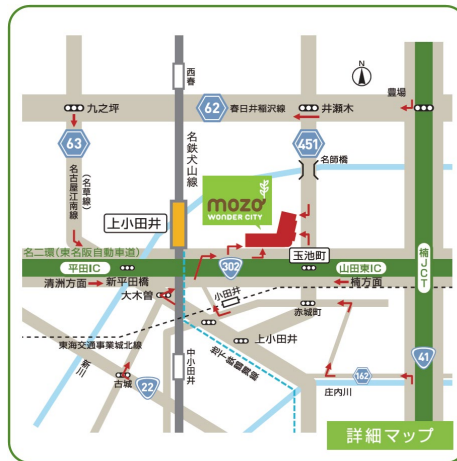 西春
N
豊場
九之坪
62
春日井稲沢線
井瀬木
63
名鉄犬山線
451
名古屋江南線
(名草線)
名師橋
mozo
WONDER CITY
上小田井
名二環(東名阪自動車道)
玉池町
平田IC
302
山田東IC
楠JCT
清洲方面
新平田橋
楠方面
大木曽
小田井
赤城町
東海交通事業城北線
上小田井
新川
中小田井
地下鉄鶴舞線
古城
22
162
庄内川
41
詳細マップ